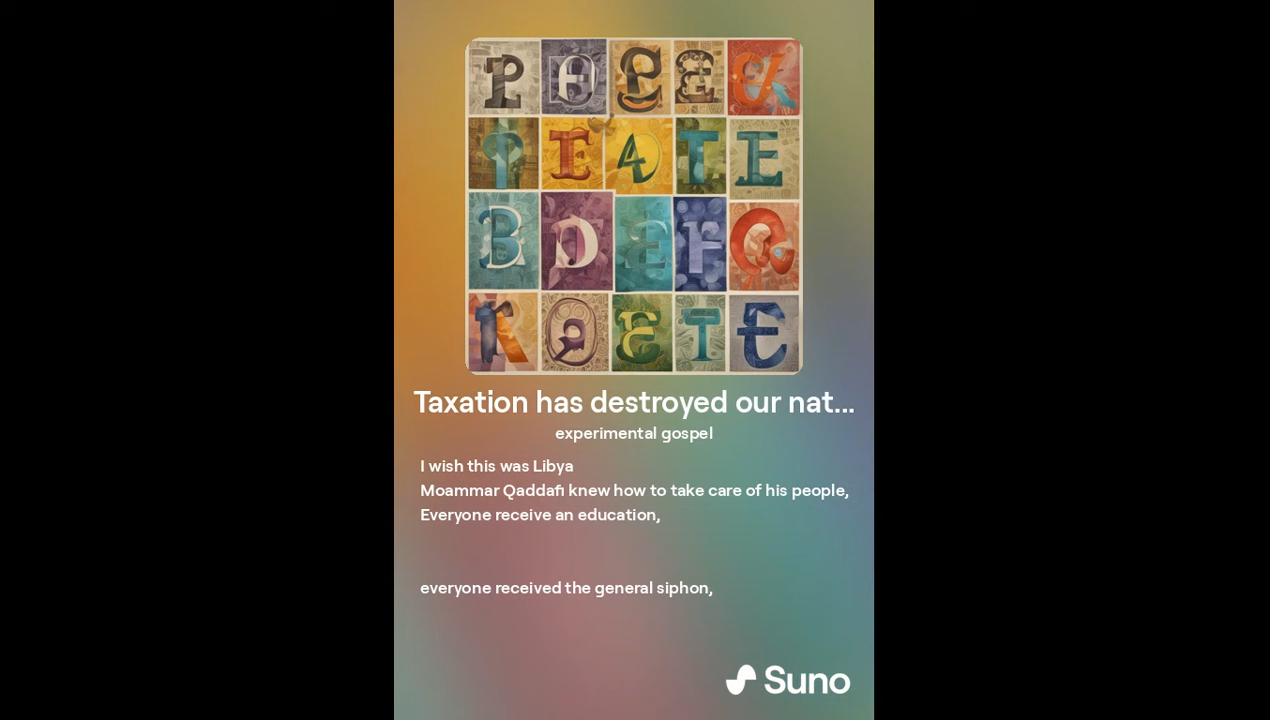 P O P E K
P E A T E
B D E F Q
K O E T E
Taxation has destroyed our nat...
experimental gospel
I wish this was Libya
Moammar Qaddafi knew how to take care of his people,
Everyone receive an education,
everyone received the general siphon,
Suno